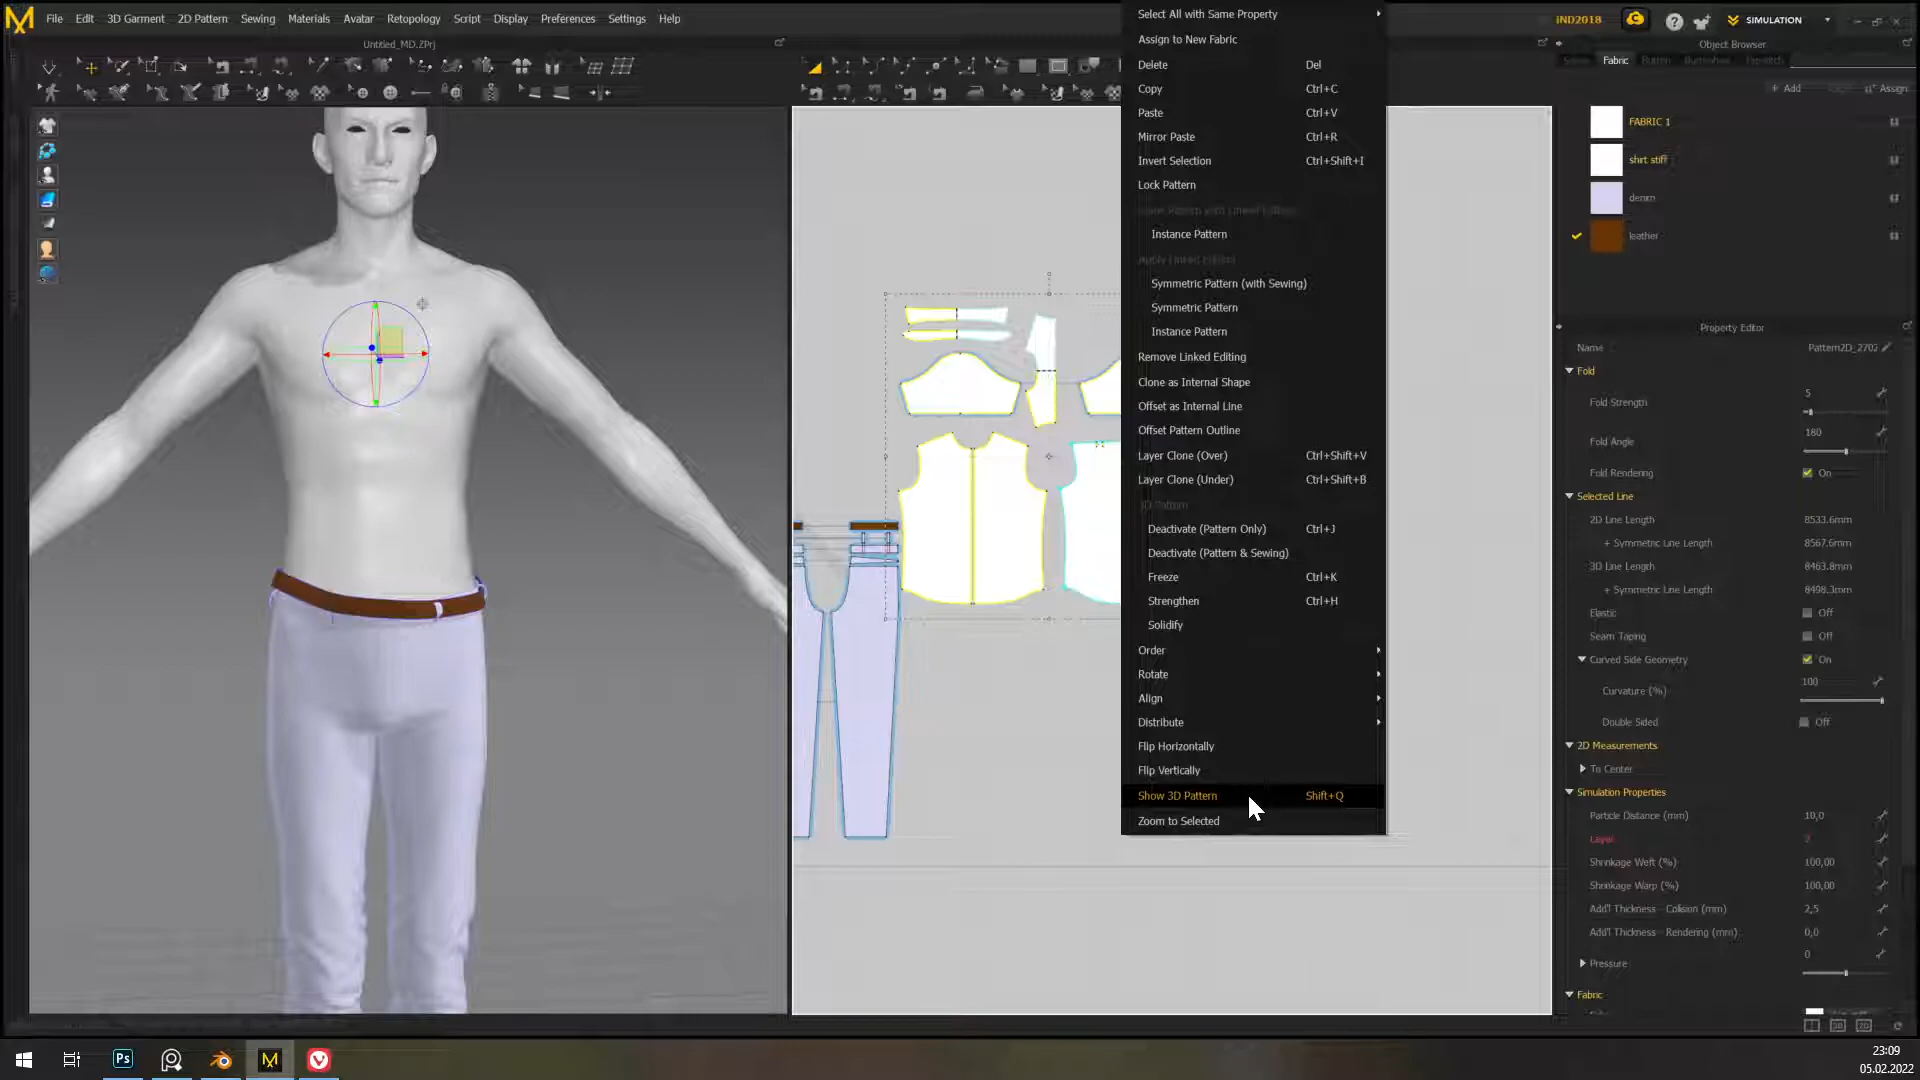 File Edit 3D Garment 2D Pattern Sewing Materials Avatar Retopology Script Display Preferences Settings Help
iND2018
SIMULATION
Untitled_MD.ZPrj
Object Browser
Fabric Button
+ Add
Assign
FABRIC 1
shirt stiff
denim
leather
Select All with Same Property
Assign to New Fabric
Delete Del
Copy Ctrl+C
Paste Ctrl+V
Mirror Paste Ctrl+R
Invert Selection Ctrl+Shift+I
Lock Pattern
Instance Pattern
Symmetric Pattern (with Sewing)
Symmetric Pattern
Instance Pattern
Remove Linked Editing
Clone as Internal Shape
Offset as Internal Line
Offset Pattern Outline
Layer Clone (Over) Ctrl+Shift+V
Layer Clone (Under) Ctrl+Shift+B
3D Pattern
Deactivate (Pattern Only) Ctrl+J
Deactivate (Pattern & Sewing)
Freeze Ctrl+K
Strengthen Ctrl+H
Solidify
Order
Rotate
Align
Distribute
Flip Horizontally
Flip Vertically
Show 3D Pattern Shift+Q
Zoom to Selected
Property Editor
Name Pattern2D_2702
Fold
Fold Strength 5
Fold Angle 180
Fold Rendering On
Selected Line
2D Line Length 8533.6mm
+ Symmetric Line Length 8567.6mm
3D Line Length 8463.8mm
+ Symmetric Line Length 8498.3mm
Elastic Off
Seam Taping Off
Curved Side Geometry On
Curvature (%) 100
Double Sided Off
2D Measurements
To Center
Simulation Properties
Particle Distance (mm) 10,0
Layer
Shrinkage Weft (%) 100,00
Shrinkage Warp (%) 100,00
Add'l Thickness - Collision (mm) 2,5
Add'l Thickness - Rendering (mm) 0,0
Pressure 0
Fabric
3D 2D
Ps
23:09
05.02.2022